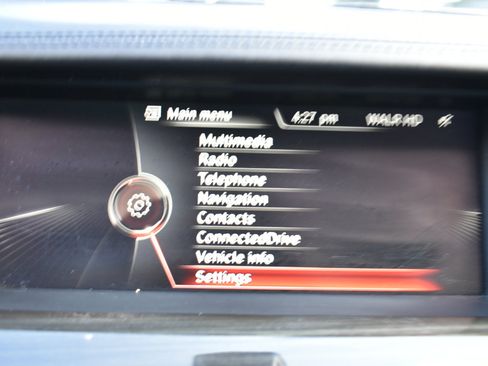 Main menu 4:27 pm WALR-HD
Multimedia
Radio
Telephone
Navigation
Contacts
ConnectedDrive
Vehicle info
Settings